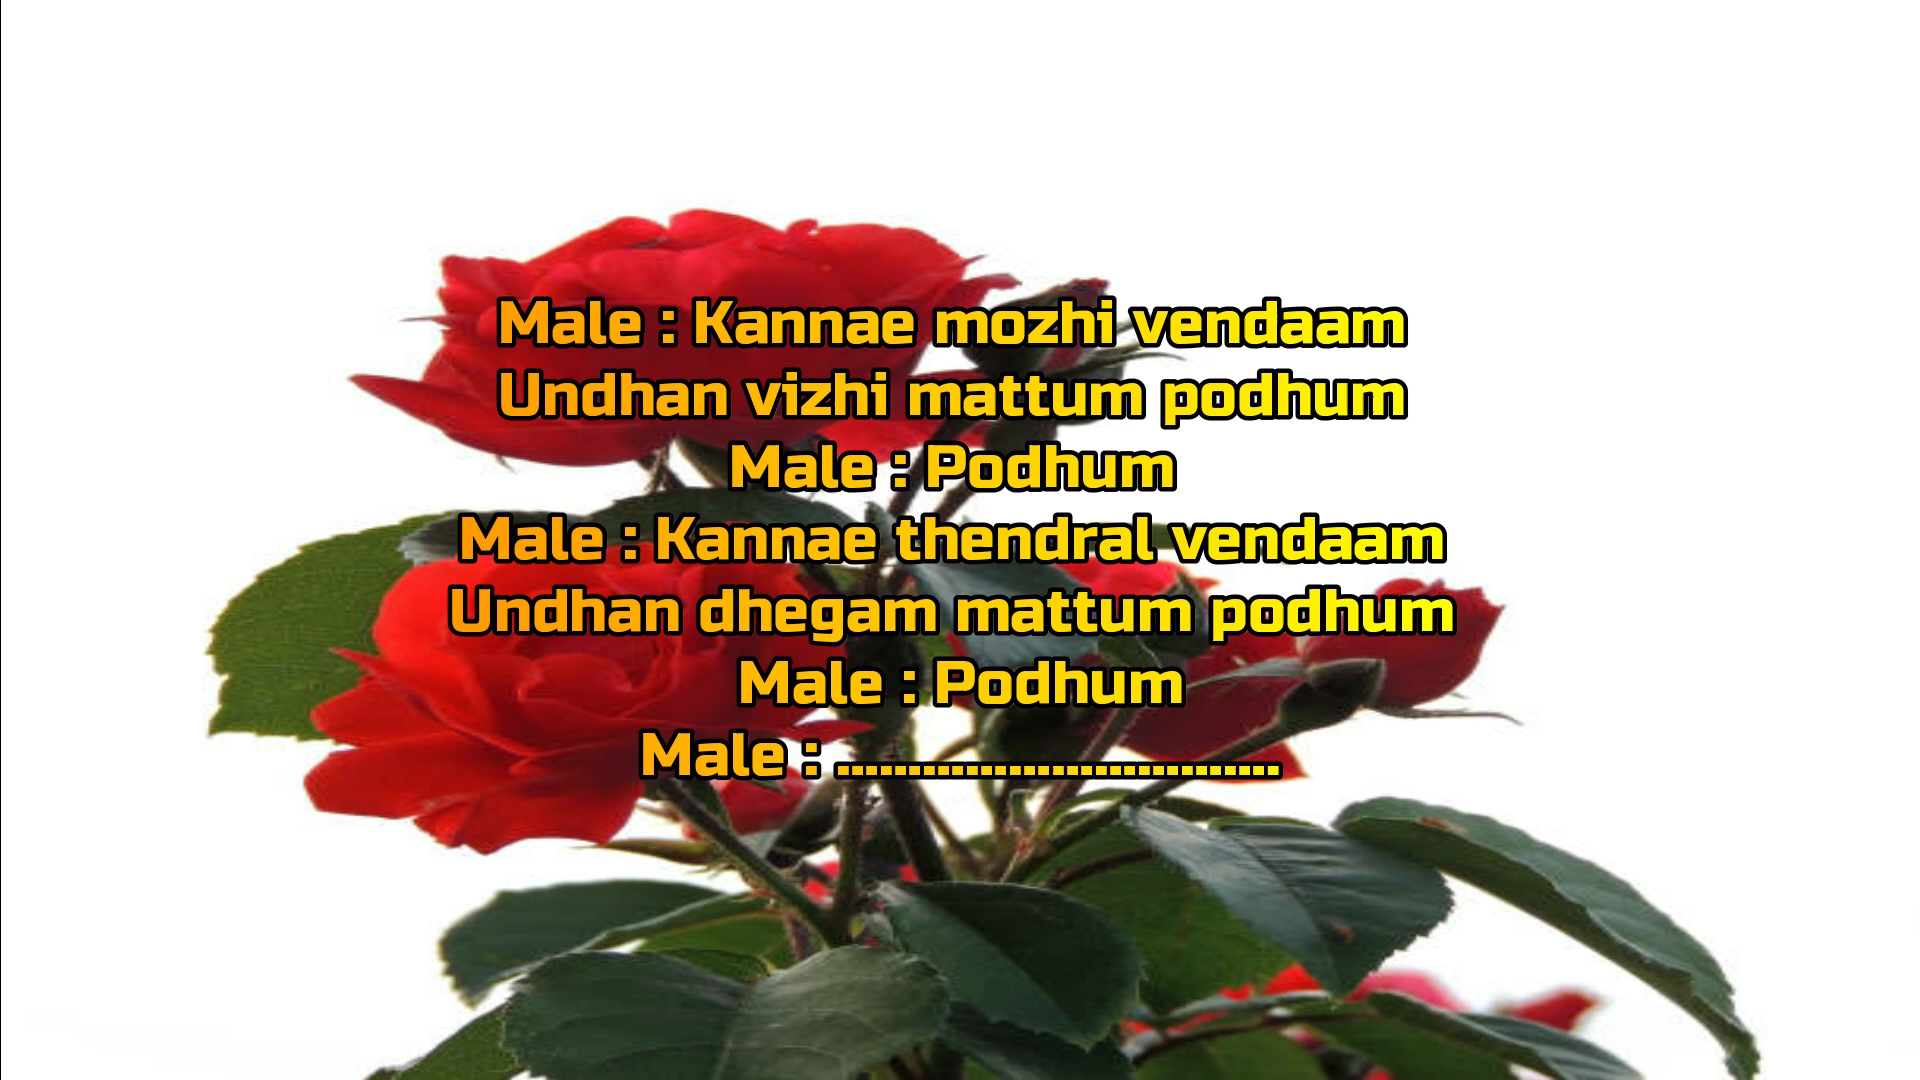 Male : Kannae mozhi vendaam
Undhan vizhi mattum podhum
Male : Podhum
Male : Kannae thendral vendaam
Undhan dhegam mattum podhum
Male : Podhum
Male : ...............................